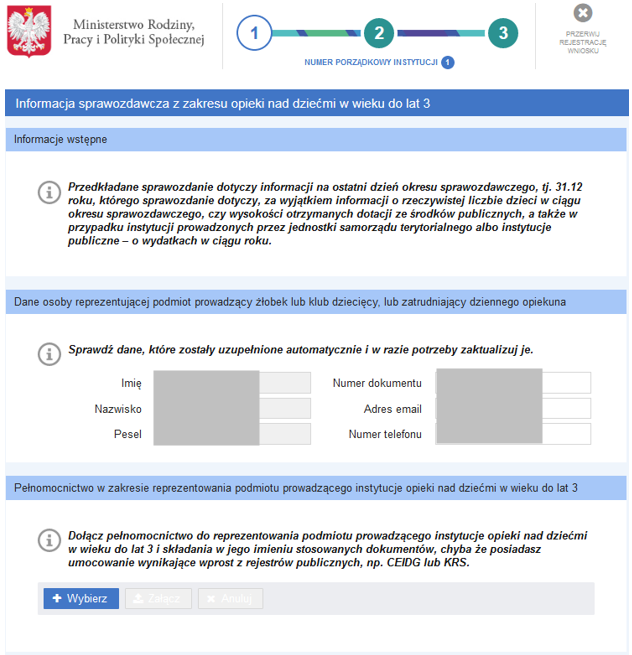 Ministerstwo Rodziny,
Pracy i Polityki Społecznej
1
2
3
NUMER PORZĄDKOWY INSTYTUCJI 1
PRZERWIJ
REJESTRACJĘ
WNIOSKU
Informacja sprawozdawcza z zakresu opieki nad dziećmi w wieku do lat 3
Informacje wstępne
Przedkładane sprawozdanie dotyczy informacji na ostatni dzień okresu sprawozdawczego, tj. 31.12
roku, którego sprawozdanie dotyczy, za wyjątkiem informacji o rzeczywistej liczbie dzieci w ciągu
okresu sprawozdawczego, czy wysokości otrzymanych dotacji ze środków publicznych, a także w
przypadku instytucji prowadzonych przez jednostki samorządu terytorialnego albo instytucje
publiczne – o wydatkach w ciągu roku.
Dane osoby reprezentującej podmiot prowadzący żłobek lub klub dziecięcy, lub zatrudniający dziennego opiekuna
Sprawdź dane, które zostały uzupełnione automatycznie i w razie potrzeby zaktualizuj je.
Imię
Numer dokumentu
Nazwisko
Adres email
Pesel
Numer telefonu
Pełnomocnictwo w zakresie reprezentowania podmiotu prowadzącego instytucje opieki nad dziećmi w wieku do lat 3
Dołącz pełnomocnictwo do reprezentowania podmiotu prowadzącego instytucje opieki nad dziećmi
w wieku do lat 3 i składania w jego imieniu stosowanych dokumentów, chyba że posiadasz
umocowanie wynikające wprost z rejestrów publicznych, np. CEIDG lub KRS.
Wybierz
Załącz
Anuluj